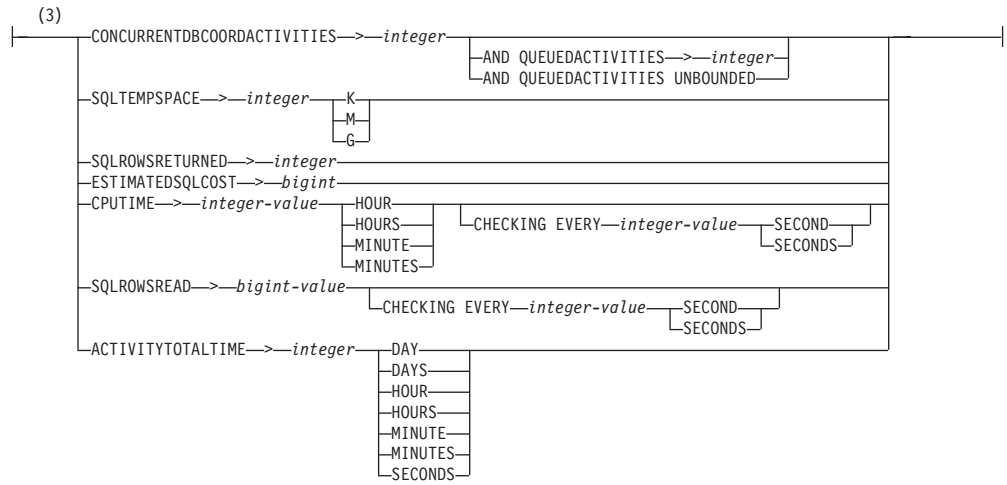 (3)
CONCURRENTDBCOORDACTIVITIES > integer
AND QUEUEDACTIVITIES > integer
AND QUEUEDACTIVITIES UNBOUNDED
SQLTEMPSPACE > integer K
M
G
SQLROWSRETURNED > integer
ESTIMATEDSQLCOST > bigint
CPUTIME > integer-value HOUR
HOURS
MINUTE
MINUTES
CHECKING EVERY integer-value SECOND
SECONDS
SQLROWSREAD > bigint-value
CHECKING EVERY integer-value SECOND
SECONDS
ACTIVITYTOTALTIME > integer DAY
DAYS
HOUR
HOURS
MINUTE
MINUTES
SECONDS